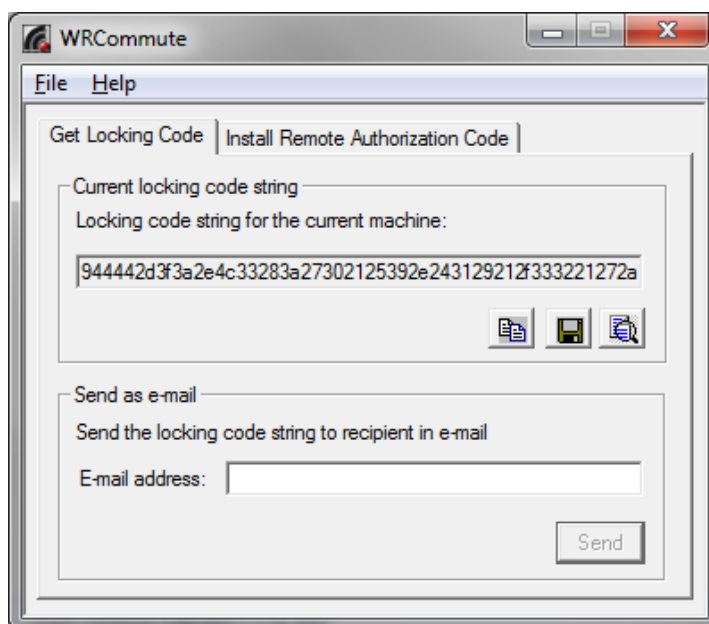 WRCommute
File Help
Get Locking Code Install Remote Authorization Code
Current locking code string
Locking code string for the current machine:
944442d3f3a2e4c33283a27302125392e243129212f333221272a
Send as e-mail
Send the locking code string to recipient in e-mail
E-mail address:
Send